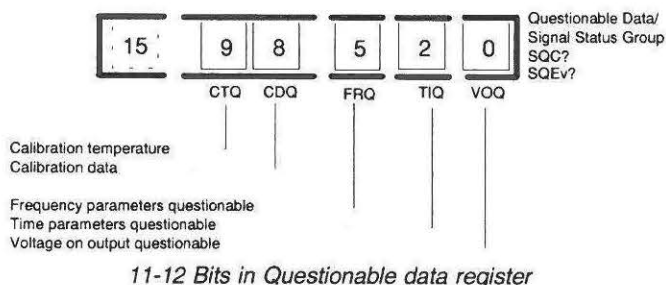 15 9 8 5 2 0
Questionable Data/
Signal Status Group
SQC?
SQEv?
CTQ CDQ FRQ TIQ VOQ
Calibration temperature
Calibration data
Frequency parameters questionable
Time parameters questionable
Voltage on output questionable
11-12 Bits in Questionable data register